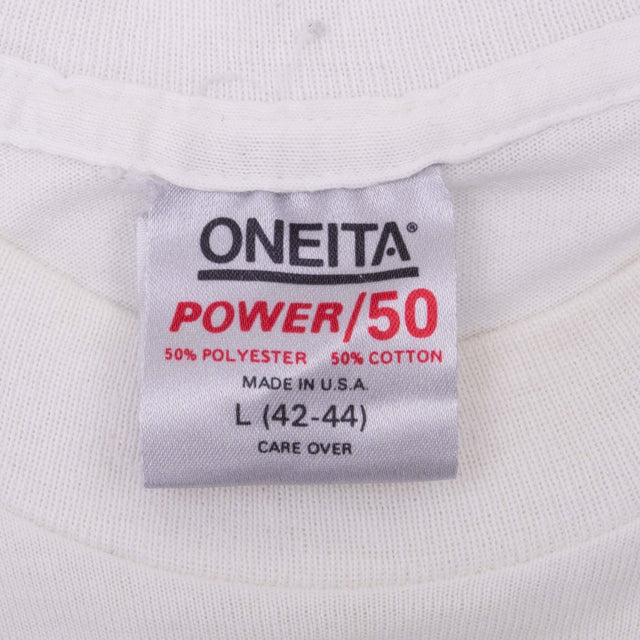 ONEITA®
POWER/50
50% POLYESTER 50% COTTON
MADE IN U.S.A.
L (42-44)
CARE OVER